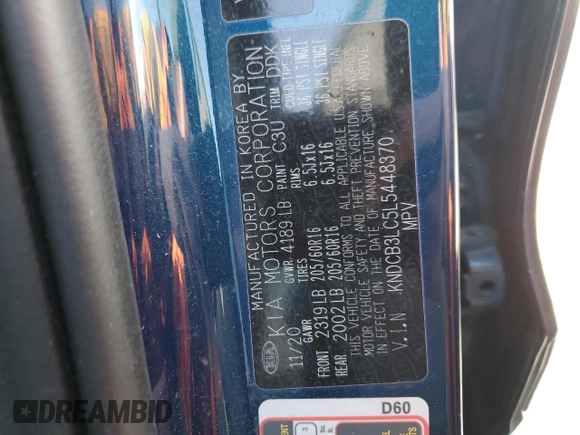 MANUFACTURED IN KOREA BY
KIA KIA MOTORS CORPORATION
11/20 GVWR 4189 LB PAINT C3U TRIM DDK
GAWR TIRES RIMS COLD TIRE INFL
FRONT 2319 LB 205/60R16 6.5Jx16 36 PSI SINGLE
REAR 2002 LB 205/60R16 6.5Jx16 36 PSI SINGLE
THIS VEHICLE CONFORMS TO ALL APPLICABLE U.S.A. FEDERAL
MOTOR VEHICLE SAFETY AND THEFT PREVENTION STANDARDS
IN EFFECT ON THE DATE OF MANUFACTURE SHOWN ABOVE
V.I.N KNDCB3LC5L5448370
MPV
D60
DREAMBID